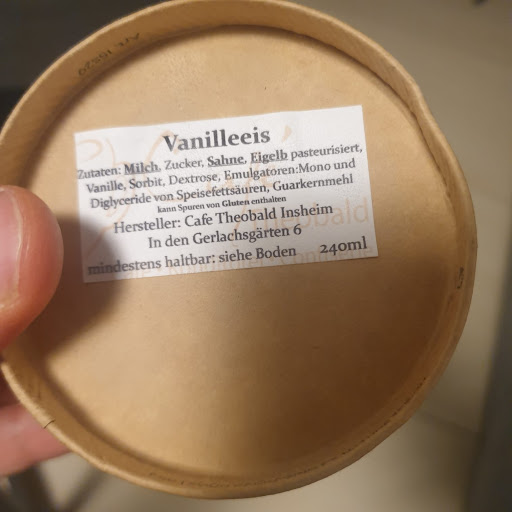 Vanilleeis
Zutaten: Milch, Zucker, Sahne, Eigelb pasteurisiert,
Vanille, Sorbit, Dextrose, Emulgatoren:Mono und
Diglyceride von Speisefettsäuren, Guarkernmehl
kann Spuren von Gluten enthalten
Hersteller: Cafe Theobald Insheim
In den Gerlachsgärten 6
mindestens haltbar: siehe Boden 240ml